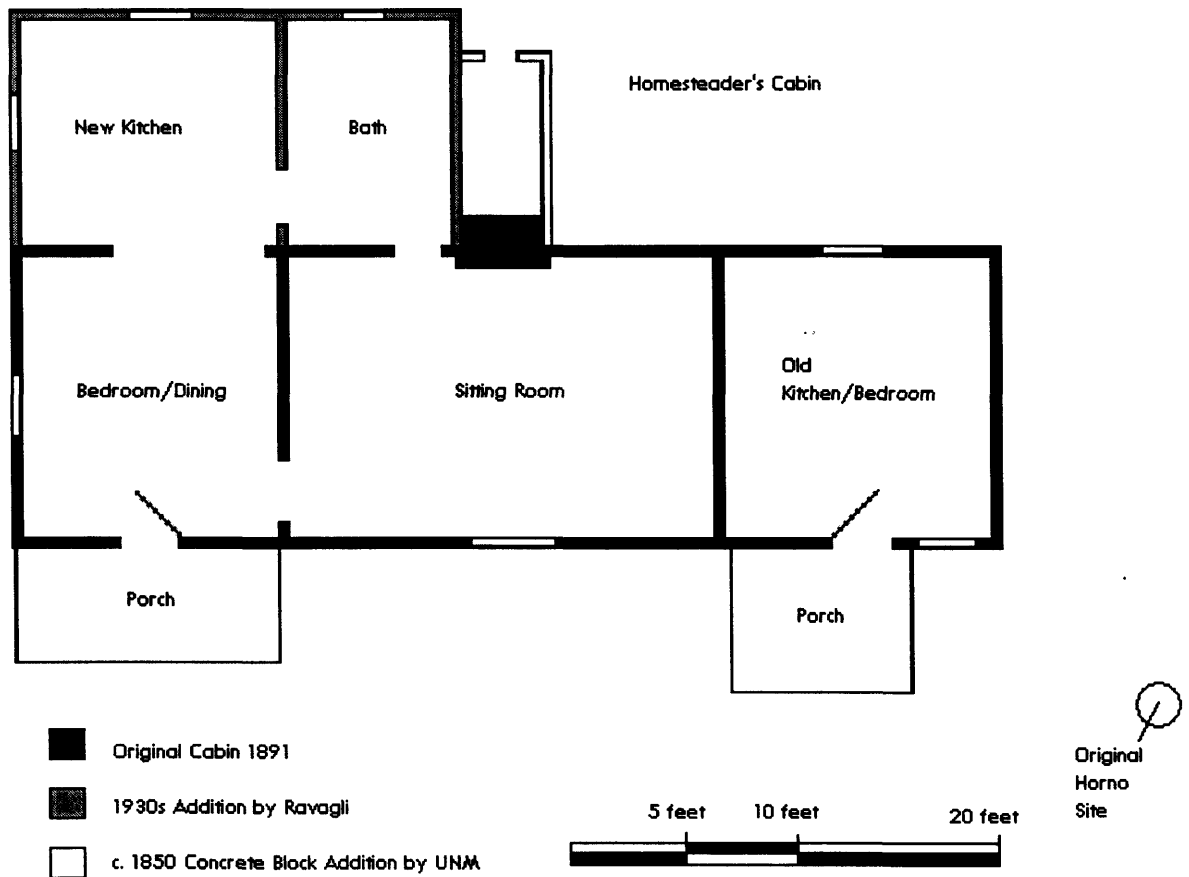 Homesteader's Cabin
New Kitchen
Bath
Bedroom/Dining
Sitting Room
Old
Kitchen/Bedroom
Porch
Porch
Original
Horno
Site
Original Cabin 1891
1930s Addition by Ravagli
c. 1850 Concrete Block Addition by UNM
5 feet
10 feet
20 feet